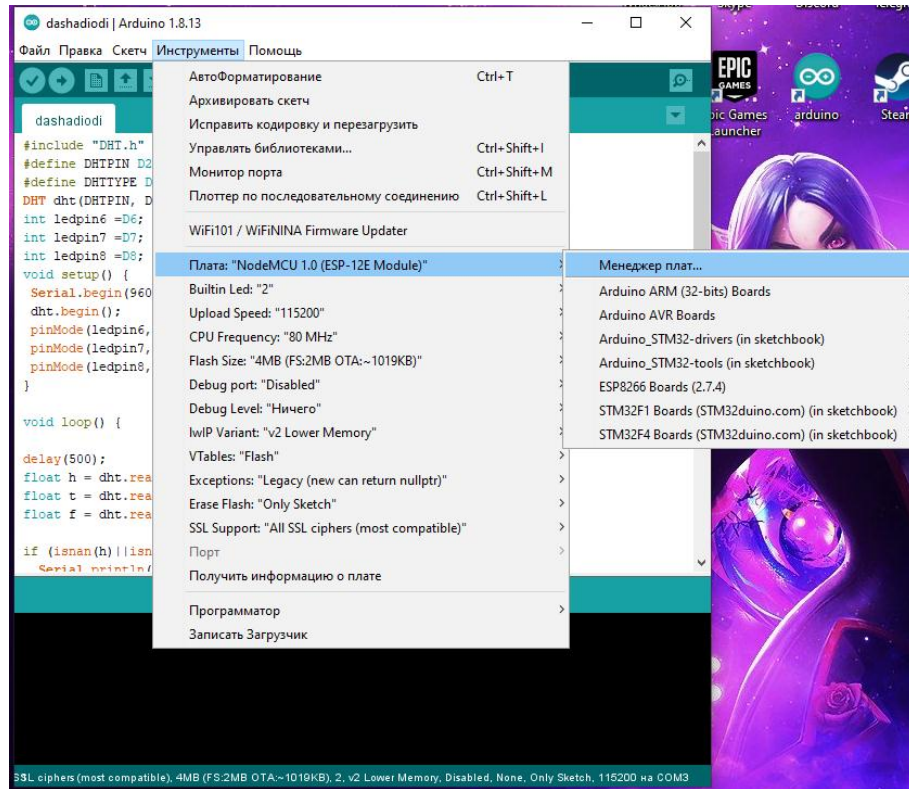 dashadiodi | Arduino 1.8.13
Файл Правка Скетч Инструменты Помощь
АвтоФорматирование Ctrl+T
Архивировать скетч
Исправить кодировку и перезагрузить
Управлять библиотеками... Ctrl+Shift+I
Монитор порта Ctrl+Shift+M
Плоттер по последовательному соединению Ctrl+Shift+L
WiFi101 / WiFiNINA Firmware Updater
Плата: "NodeMCU 1.0 (ESP-12E Module)"
Builtin Led: "2"
Upload Speed: "115200"
CPU Frequency: "80 MHz"
Flash Size: "4MB (FS:2MB OTA:~1019KB)"
Debug port: "Disabled"
Debug Level: "Ничего"
IwIP Variant: "v2 Lower Memory"
VTables: "Flash"
Exceptions: "Legacy (new can return nullptr)"
Erase Flash: "Only Sketch"
SSL Support: "All SSL ciphers (most compatible)"
Порт
Получить информацию о плате
Программатор
Записать Загрузчик
Менеджер плат...
Arduino ARM (32-bits) Boards
Arduino AVR Boards
Arduino_STM32-drivers (in sketchbook)
Arduino_STM32-tools (in sketchbook)
ESP8266 Boards (2.7.4)
STM32F1 Boards (STM32duino.com) (in sketchbook)
STM32F4 Boards (STM32duino.com) (in sketchbook)
dashadiodi
#include "DHT.h"
#define DHTPIN D2
#define DHTTYPE D
DHT dht(DHTPIN, D
int ledpin6 =D6;
int ledpin7 =D7;
int ledpin8 =D8;
void setup() {
Serial.begin(960
dht.begin();
pinMode(ledpin6,
pinMode(ledpin7,
pinMode(ledpin8,
}
void loop() {
delay(500);
float h = dht.rea
float t = dht.rea
float f = dht.rea
if (isnan(h)||isn
Serial.println(
SSL ciphers (most compatible), 4MB (FS:2MB OTA:~1019KB), 2, v2 Lower Memory, Disabled, None, Only Sketch, 115200 на COM3
EPIC
GAMES
ic Games
auncher
arduino
Stear